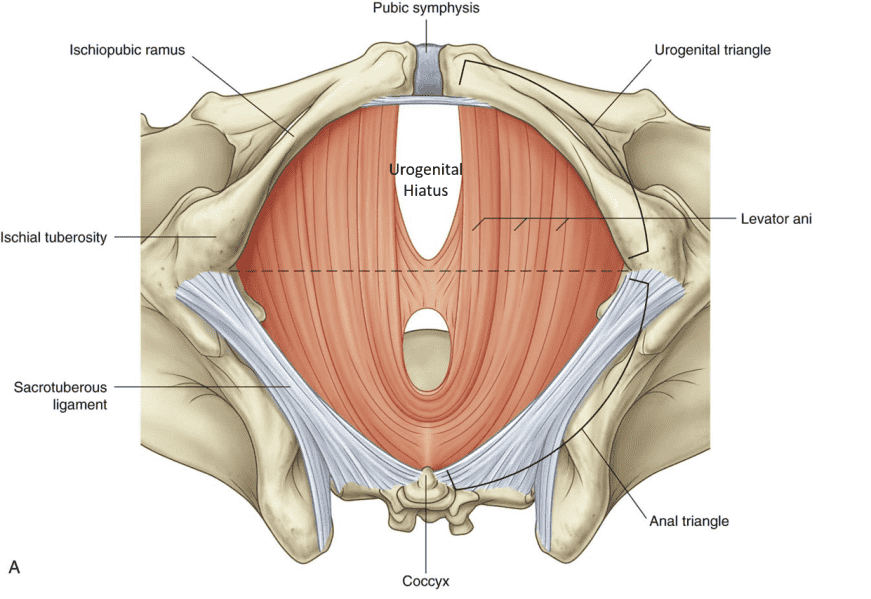 Pubic symphysis
Ischiopubic ramus
Urogenital triangle
Urogenital
Hiatus
Levator ani
Ischial tuberosity
Sacrotuberous
ligament
Anal triangle
A
Coccyx